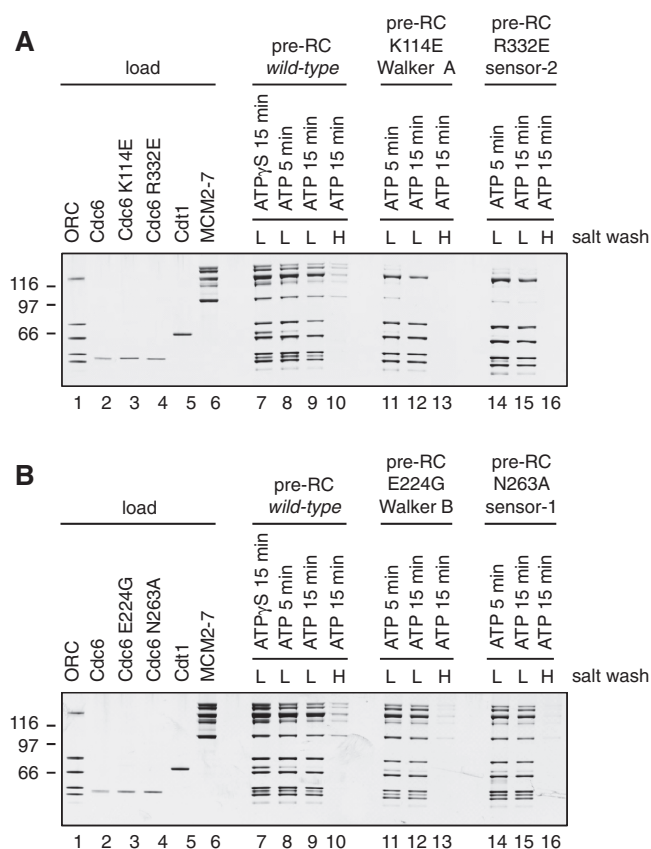 A
load
pre-RC
wild-type
pre-RC
K114E
Walker A
pre-RC
R332E
sensor-2
ORC
Cdc6
Cdc6 K114E
Cdc6 R332E
Cdt1
MCM2-7
ATPγS 15 min
ATP 5 min
ATP 15 min
ATP 15 min
ATP 5 min
ATP 15 min
ATP 15 min
ATP 5 min
ATP 15 min
ATP 15 min
L L L H L L H L L H salt wash
116
97
66
1 2 3 4 5 6 7 8 9 10 11 12 13 14 15 16
B
load
pre-RC
wild-type
pre-RC
E224G
Walker B
pre-RC
N263A
sensor-1
ORC
Cdc6
Cdc6 E224G
Cdc6 N263A
Cdt1
MCM2-7
ATPγS 15 min
ATP 5 min
ATP 15 min
ATP 15 min
ATP 5 min
ATP 15 min
ATP 15 min
ATP 5 min
ATP 15 min
ATP 15 min
L L L H L L H L L H salt wash
116
97
66
1 2 3 4 5 6 7 8 9 10 11 12 13 14 15 16